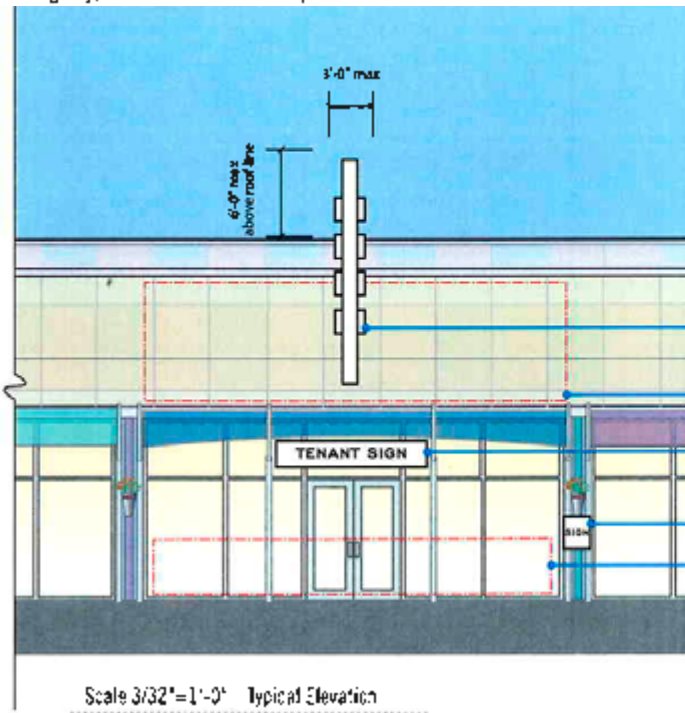 3'-0" max
6'-0" max
above roof line
TENANT SIGN
SIGN
Scale 3/32"=1'-0" Typical Elevation